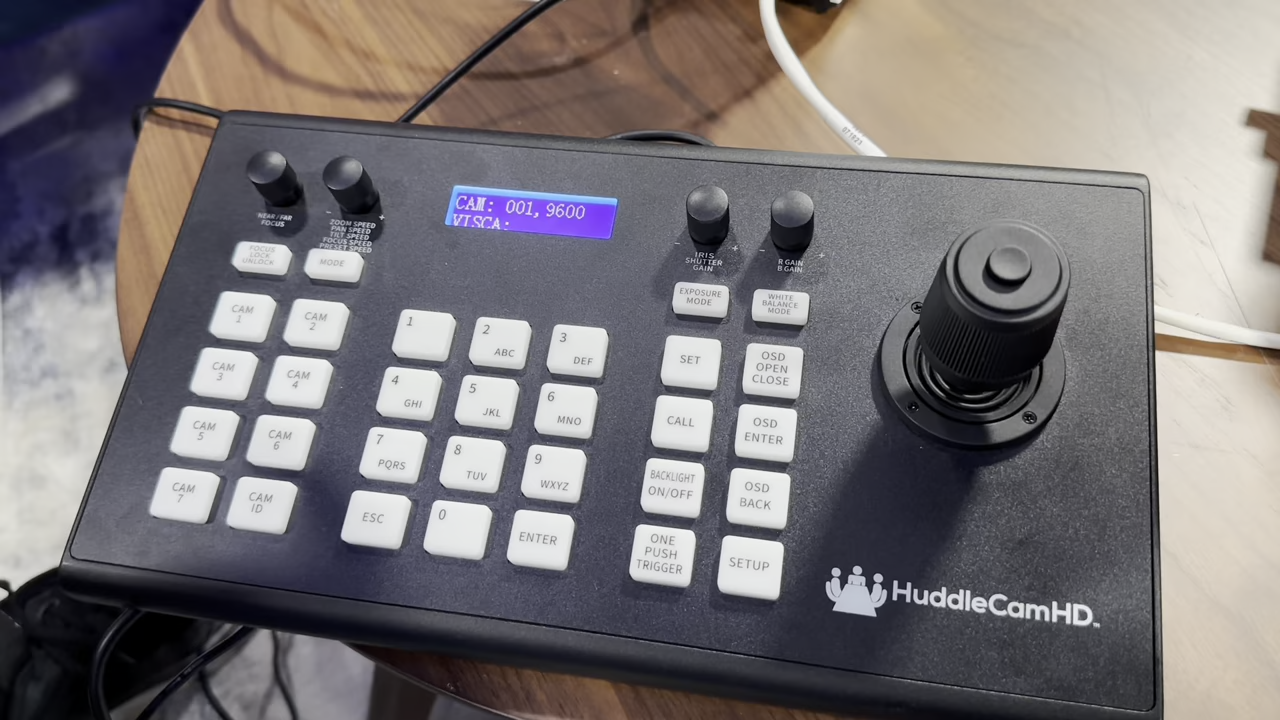 ST1821
NEAR/FAR
FOCUS
- +
ZOOM SPEED
PAN SPEED
TILT SPEED
FOCUS SPEED
PRESET SPEED
CAM: 001,9600
VISCA:
- +
IRIS
SHUTTER
GAIN
+
R GAIN
B GAIN
FOCUS
LOCK
UNLOCK
MODE
EXPOSURE
MODE
WHITE
BALANCE
MODE
CAM
1
CAM
2
CAM
3
CAM
4
CAM
5
CAM
6
CAM
7
CAM
ID
1
2
ABC
3
DEF
4
GHI
5
JKL
6
MNO
7
PQRS
8
TUV
9
WXYZ
ESC
0
ENTER
SET
OSD
OPEN
CLOSE
CALL
OSD
ENTER
BACKLIGHT
ON/OFF
OSD
BACK
ONE
PUSH
TRIGGER
SETUP
HuddleCamHD™